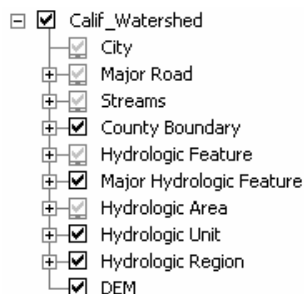 Calif_Watershed
City
Major Road
Streams
County Boundary
Hydrologic Feature
Major Hydrologic Feature
Hydrologic Area
Hydrologic Unit
Hydrologic Region
DEM